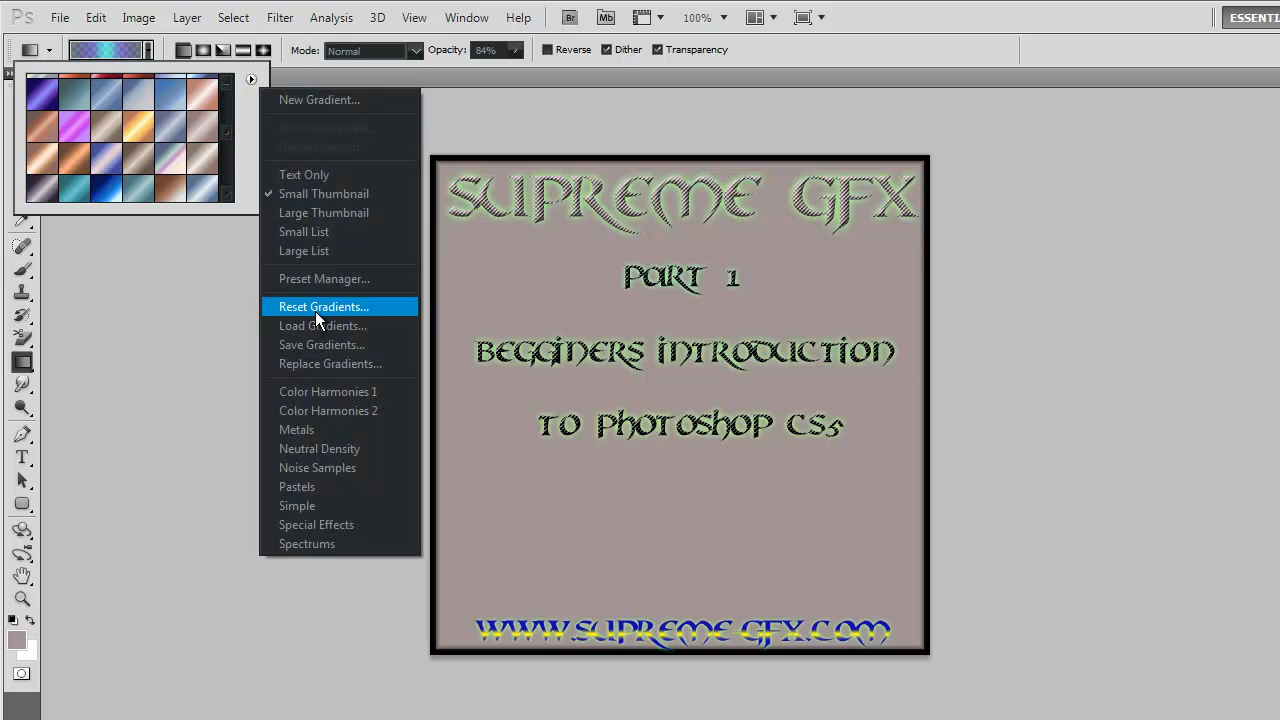 Ps File Edit Image Layer Select Filter Analysis 3D View Window Help Br Mb 100% ESSENTI
Mode: Normal Opacity: 84% Reverse Dither Transparency
New Gradient...
Text Only
Small Thumbnail
Large Thumbnail
Small List
Large List
Preset Manager...
Reset Gradients...
Load Gradients...
Save Gradients...
Replace Gradients...
Color Harmonies 1
Color Harmonies 2
Metals
Neutral Density
Noise Samples
Pastels
Simple
Special Effects
Spectrums
T
SUPREME GFX
PART 1
BEGGINERS INTRODUCTION
TO PHOTOSHOP CS5
WWW.SUPREME-GFX.COM